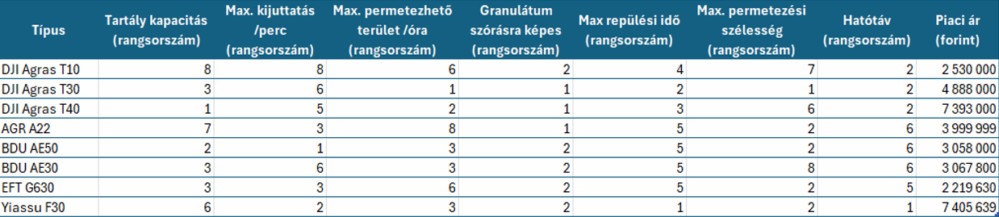 Típus Tartály kapacitás (rangsorszám) Max. kijuttatás /perc (rangsorszám) Max. permetezhető terület /óra (rangsorszám) Granulátum szórásra képes (rangsorszám) Max repülési idő (rangsorszám) Max. permetezési szélesség (rangsorszám) Hatótáv (rangsorszám) Piaci ár (forint)
DJI Agras T10 8 8 6 2 4 7 2 2 530 000
DJI Agras T30 3 6 1 1 2 1 2 4 888 000
DJI Agras T40 1 5 2 1 3 6 2 7 393 000
AGR A22 7 3 8 1 5 2 6 3 999 999
BDU AE50 2 1 3 2 5 2 6 3 058 000
BDU AE30 3 6 3 2 5 8 6 3 067 800
EFT G630 3 3 6 2 5 2 5 2 219 630
Yiassu F30 6 2 3 2 1 2 1 7 405 639